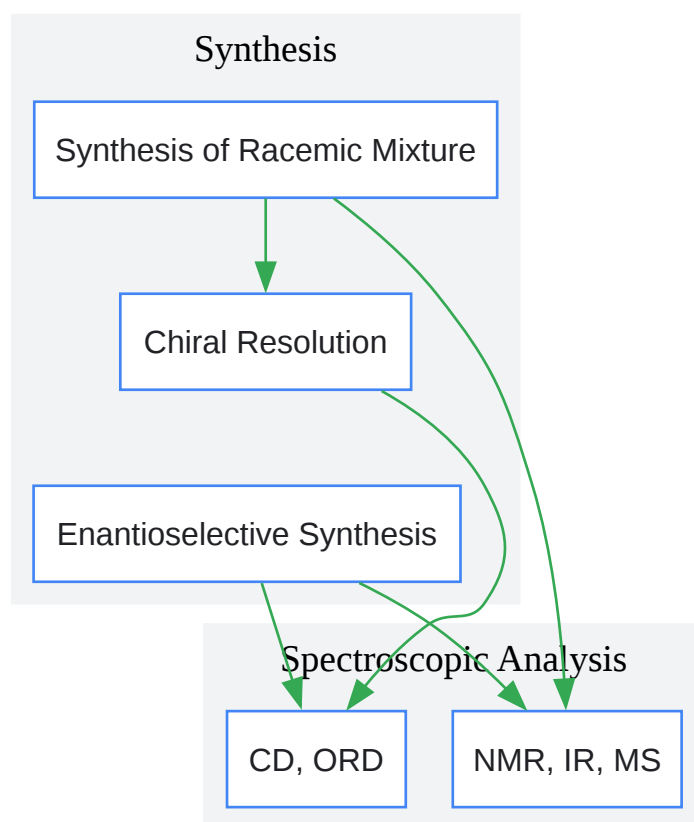 Synthesis
Synthesis of Racemic Mixture
Chiral Resolution
Enantioselective Synthesis
Spectroscopic Analysis
CD, ORD
NMR, IR, MS